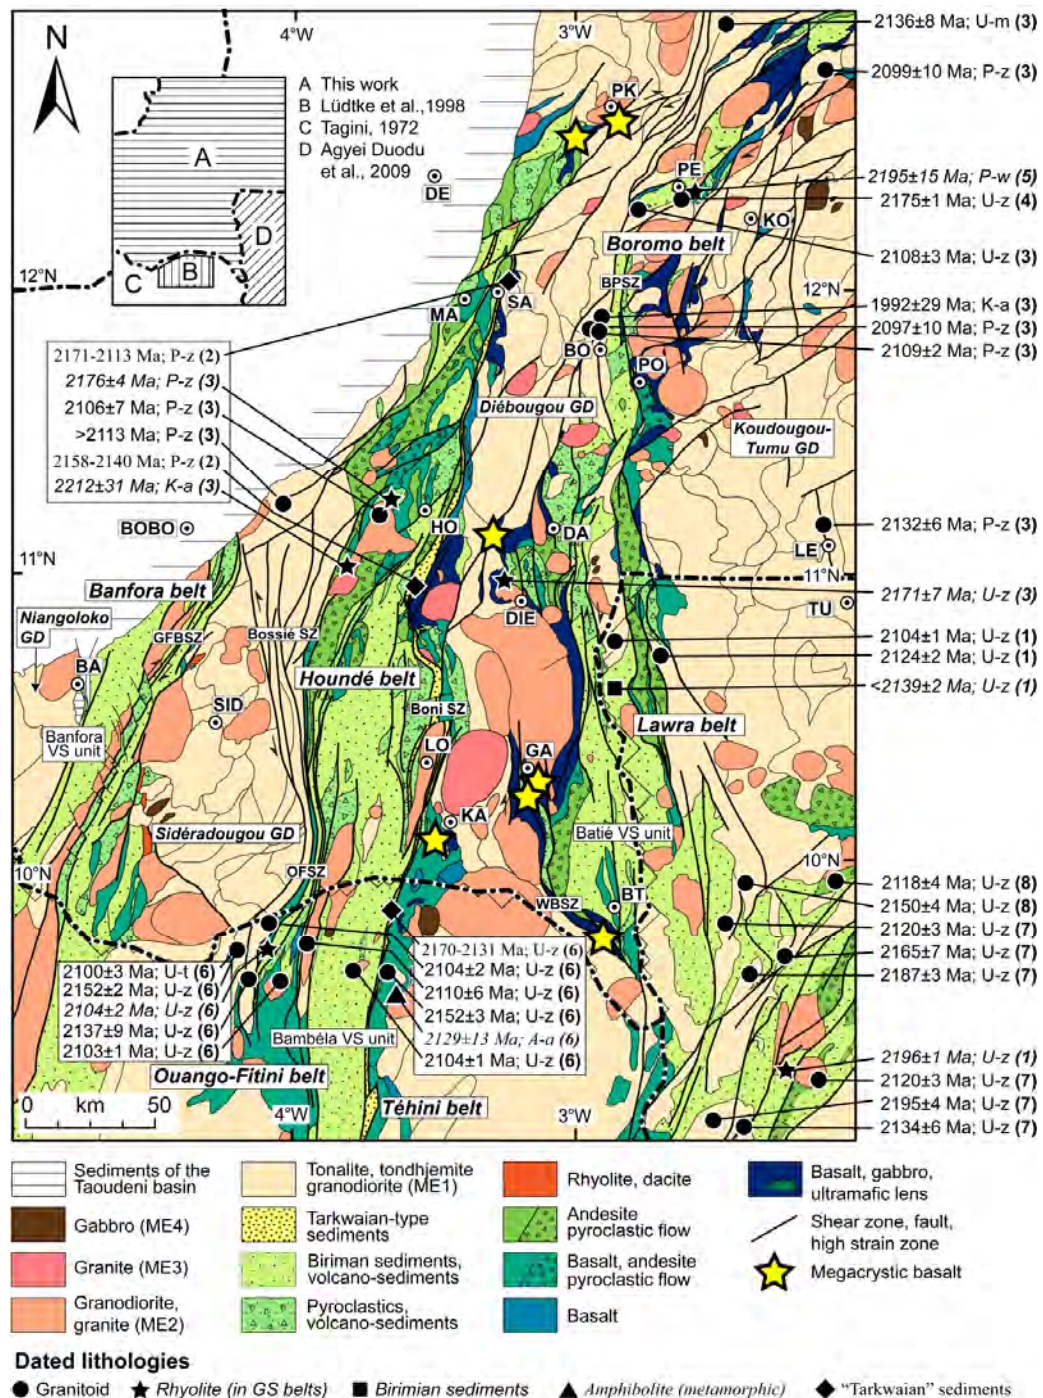 N
4°W
3°W
A This work
B Lüdtke et al.,1998
C Tagini, 1972
D Agyei Duodu
et al., 2009
A
B
C
D
12°N
PK
DE
PE
KO
Boromo belt
BPSZ
12°N
MA
SA
BO
PO
Diébougou GD
Koudougou-
Tumu GD
2136±8 Ma; U-m (3)
2099±10 Ma; P-z (3)
2195±15 Ma; P-w (5)
2175±1 Ma; U-z (4)
2108±3 Ma; U-z (3)
1992±29 Ma; K-a (3)
2097±10 Ma; P-z (3)
2109±2 Ma; P-z (3)
2171-2113 Ma; P-z (2)
2176±4 Ma; P-z (3)
2106±7 Ma; P-z (3)
>2113 Ma; P-z (3)
2158-2140 Ma; P-z (2)
2212±31 Ma; K-a (3)
BOBO
HO
DA
LE
2132±6 Ma; P-z (3)
11°N
11°N
TU
DIE
2171±7 Ma; U-z (3)
2104±1 Ma; U-z (1)
2124±2 Ma; U-z (1)
<2139±2 Ma; U-z (1)
Banfora belt
Niangoloko
GD
GFBSZ
Bossié SZ
BA
Houndé belt
Boni SZ
Lawra belt
SID
Banfora
VS unit
LO
GA
KA
Sidéradougou GD
Batié VS unit
10°N
10°N
OFSZ
WBSZ
BT
2118±4 Ma; U-z (8)
2150±4 Ma; U-z (8)
2120±3 Ma; U-z (7)
2165±7 Ma; U-z (7)
2187±3 Ma; U-z (7)
2100±3 Ma; U-t (6)
2152±2 Ma; U-z (6)
2104±2 Ma; U-z (6)
2137±9 Ma; U-z (6)
2103±1 Ma; U-z (6)
2170-2131 Ma; U-z (6)
2104±2 Ma; U-z (6)
2110±6 Ma; U-z (6)
2152±3 Ma; U-z (6)
2129±13 Ma; A-a (6)
2104±1 Ma; U-z (6)
Bambéla VS unit
Ouango-Fitini belt
Téhini belt
2196±1 Ma; U-z (1)
2120±3 Ma; U-z (7)
2195±4 Ma; U-z (7)
2134±6 Ma; U-z (7)
0 km 50
4°W
3°W
Sediments of the
Taoudeni basin
Gabbro (ME4)
Granite (ME3)
Granodiorite,
granite (ME2)
Tonalite, tondhjemite
granodiorite (ME1)
Tarkwaian-type
sediments
Biriman sediments,
volcano-sediments
Pyroclastics,
volcano-sediments
Rhyolite, dacite
Andesite
pyroclastic flow
Basalt, andesite
pyroclastic flow
Basalt
Basalt, gabbro,
ultramafic lens
Shear zone, fault,
high strain zone
Megacrystic basalt
Dated lithologies
Granitoid
Rhyolite (in GS belts)
Birimian sediments
Amphibolite (metamorphic)
"Tarkwaian" sediments